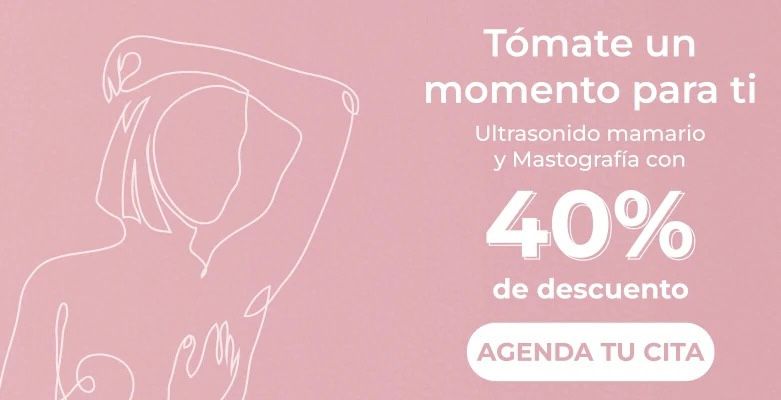 Tómate un
momento para ti
Ultrasonido mamario
y Mastografía con
40%
de descuento
AGENDA TU CITA